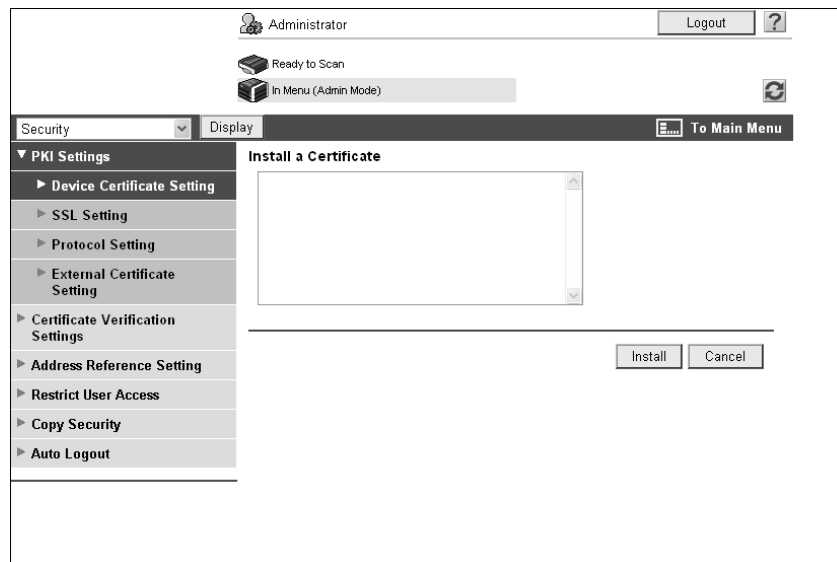 Administrator
Logout
?
Ready to Scan
In Menu (Admin Mode)
Security
Display
To Main Menu
PKI Settings
Device Certificate Setting
SSL Setting
Protocol Setting
External Certificate
Setting
Certificate Verification
Settings
Address Reference Setting
Restrict User Access
Copy Security
Auto Logout
Install a Certificate
Install
Cancel